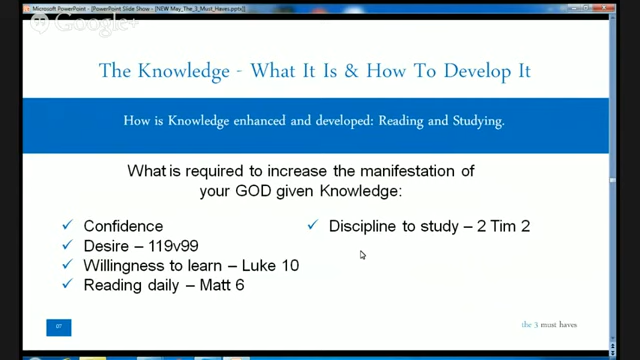 Microsoft PowerPoint - [PowerPoint Slide Show - [NEW May_The_3_Must_Haves.pptx]]
Google+
The Knowledge - What It Is & How To Develop It
How is Knowledge enhanced and developed: Reading and Studying.
What is required to increase the manifestation of
your GOD given Knowledge:
Confidence
Desire – 119v99
Willingness to learn – Luke 10
Reading daily – Matt 6
Discipline to study – 2 Tim 2
07
the 3 must haves